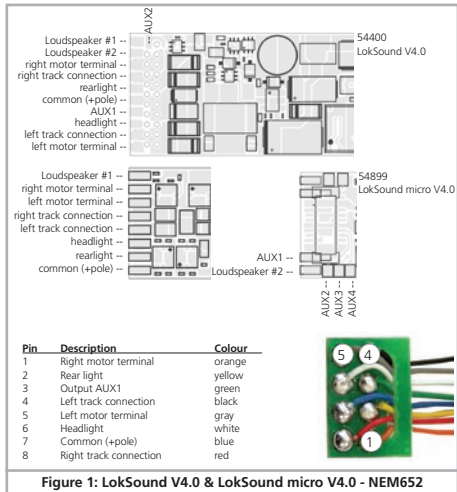 -- AUX2
Loudspeaker #1 --
Loudspeaker #2 --
right motor terminal --
right track connection --
rearlight --
common (+pole) --
AUX1 --
headlight --
left track connection --
left motor terminal --
54400
LokSound V4.0
Loudspeaker #1 --
right motor terminal --
left motor terminal --
right track connection --
left track connection --
headlight --
rearlight --
common (+pole) --
54899
LokSound micro V4.0
AUX1 --
Loudspeaker #2 --
AUX2 --
AUX3 --
AUX4 --
Pin Description Colour
1 Right motor terminal orange
2 Rear light yellow
3 Output AUX1 green
4 Left track connection black
5 Left motor terminal gray
6 Headlight white
7 Common (+pole) blue
8 Right track connection red
5 4
1
Figure 1: LokSound V4.0 & LokSound micro V4.0 - NEM652